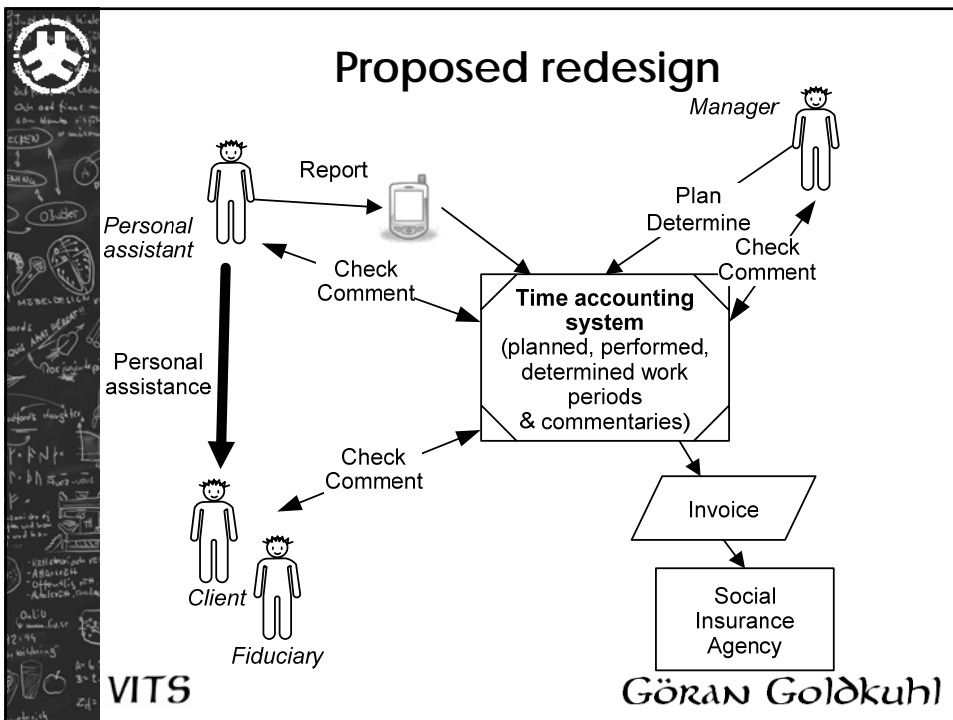 Proposed redesign
Manager
Report
Personal
assistant
Plan
Determine
Check
Comment
Check
Comment
Time accounting
system
(planned, performed,
determined work
periods
& commentaries)
Personal
assistance
Check
Comment
Invoice
Client
Fiduciary
Social
Insurance
Agency
VITS
Göran Goldkuhl